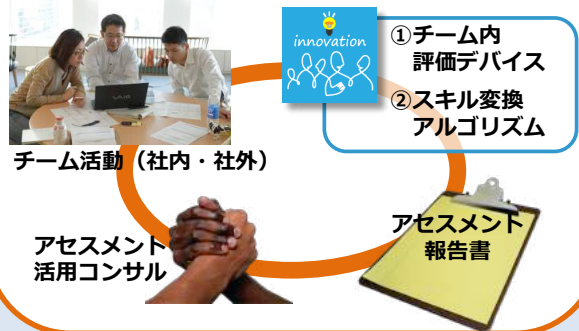 innovation
①チーム内
評価デバイス
②スキル変換
アルゴリズム
チーム活動（社内・社外）
アセスメント
活用コンサル
アセスメント
報告書